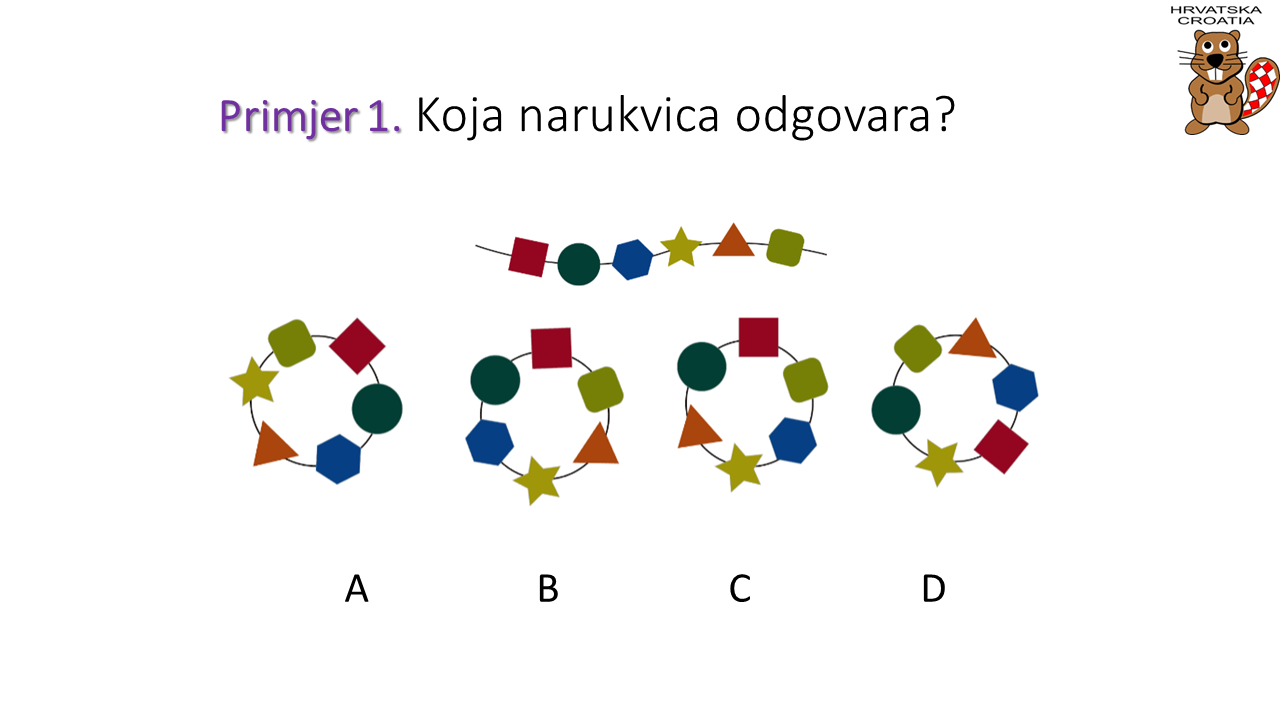 HRVATSKA
CROATIA
Primjer 1. Koja narukvica odgovara?
A B C D